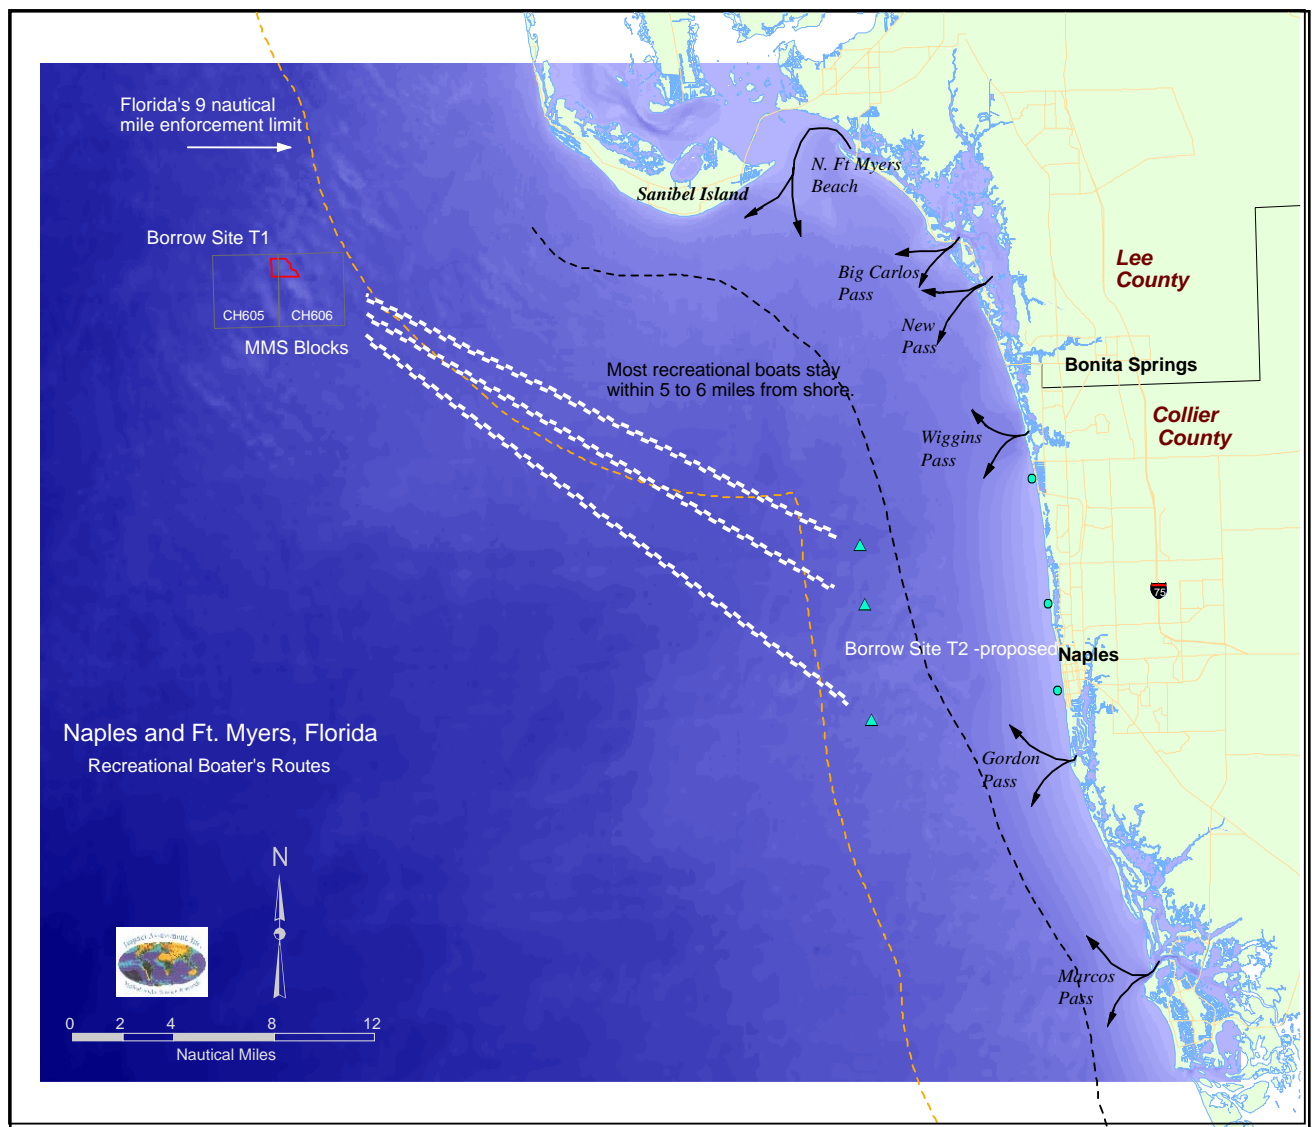 Florida's 9 nautical
mile enforcement limit
Sanibel Island
N. Ft Myers
Beach
Borrow Site T1
CH605
CH606
MMS Blocks
Big Carlos
Pass
New
Pass
Lee
County
Bonita Springs
Most recreational boats stay
within 5 to 6 miles from shore.
Collier
County
Wiggins
Pass
75
Borrow Site T2 -proposed
Naples
Naples and Ft. Myers, Florida
Recreational Boater's Routes
Gordon
Pass
N
Impact Assessment, Inc.
Marcos
Pass
0 2 4 8 12
Nautical Miles